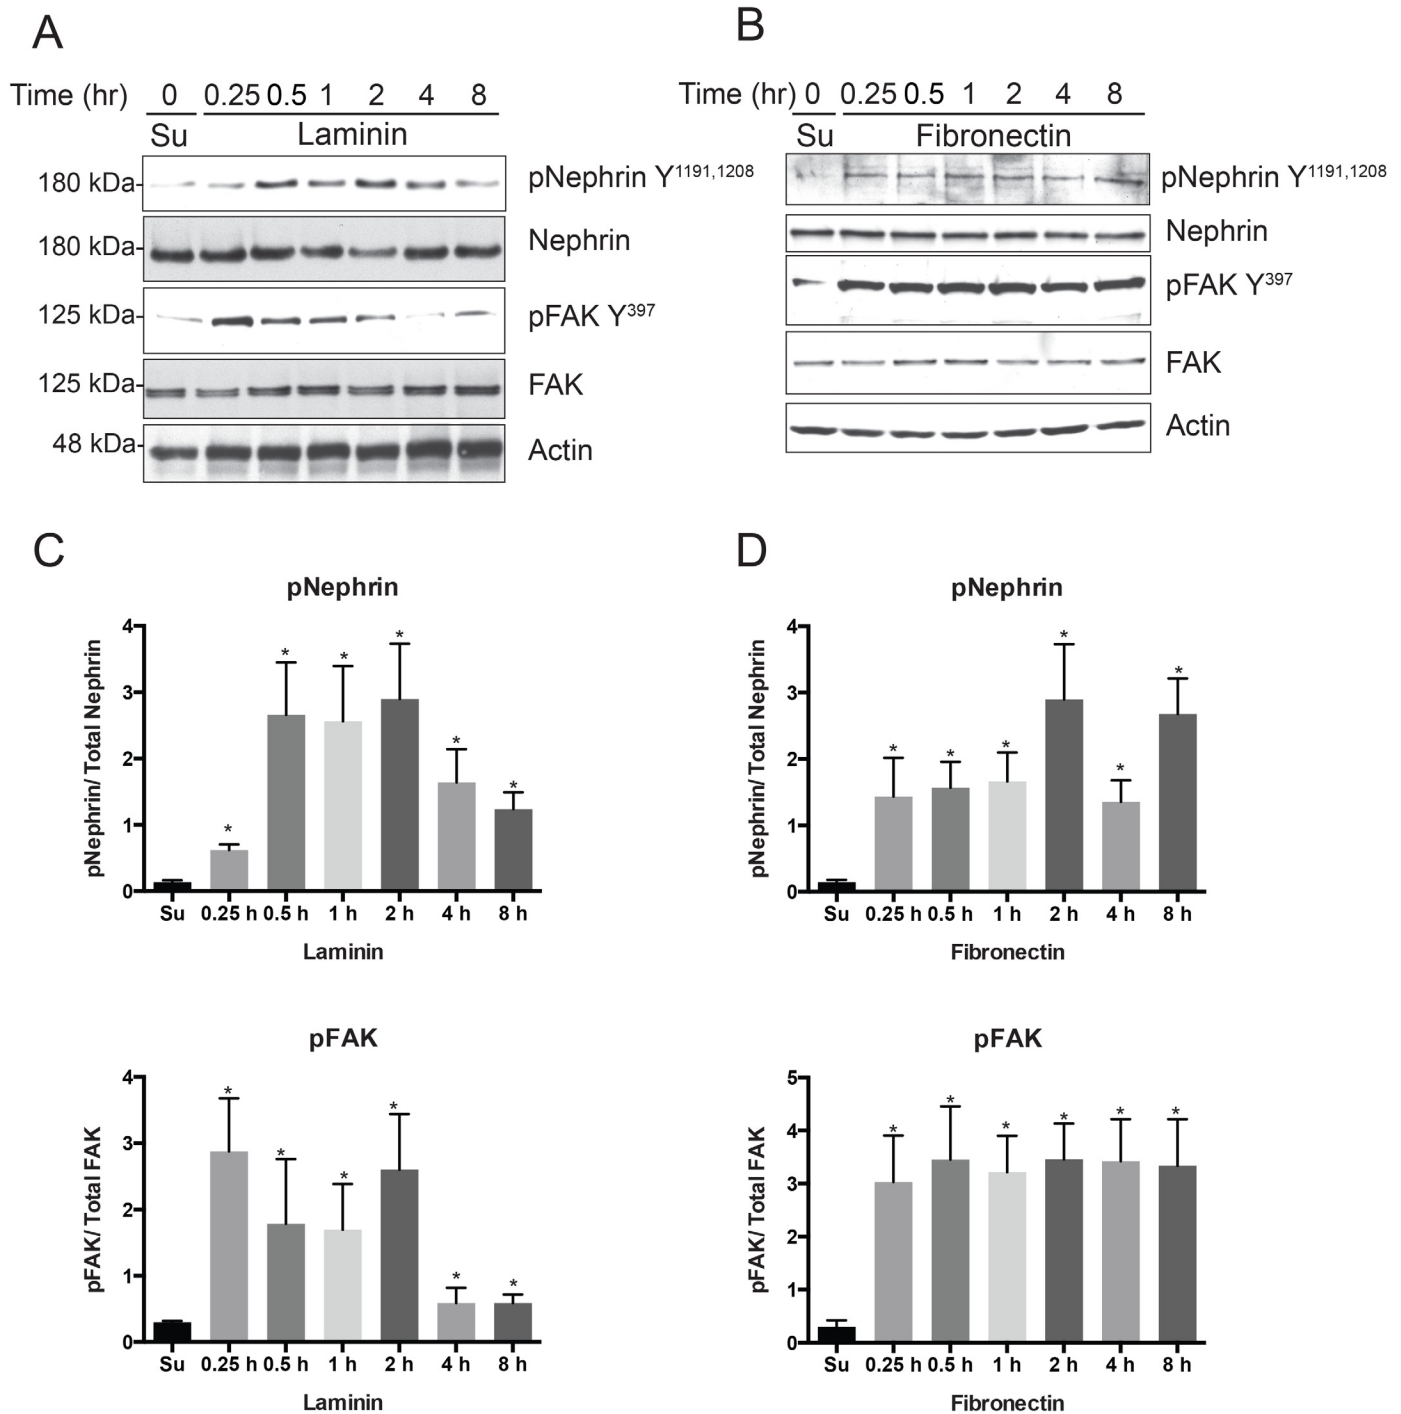 A
Time (hr) 0 0.25 0.5 1 2 4 8
Su Laminin
180 kDa- pNephrin Y1191,1208
180 kDa- Nephrin
125 kDa- pFAK Y397
125 kDa- FAK
48 kDa- Actin
B
Time (hr) 0 0.25 0.5 1 2 4 8
Su Fibronectin
pNephrin Y1191,1208
Nephrin
pFAK Y397
FAK
Actin
C
pNephrin
pNephrin/ Total Nephrin
4
* * * * * *
3
2
1
0
Su 0.25 h 0.5 h 1 h 2 h 4 h 8 h
Laminin
pFAK
pFAK/ Total FAK
4
* * * * * *
3
2
1
0
Su 0.25 h 0.5 h 1 h 2 h 4 h 8 h
Laminin
D
pNephrin
pNephrin/ Total Nephrin
4
* * * * * *
3
2
1
0
Su 0.25 h 0.5 h 1 h 2 h 4 h 8 h
Fibronectin
pFAK
pFAK/ Total FAK
5
* * * * * *
4
3
2
1
0
Su 0.25 h 0.5 h 1 h 2 h 4 h 8 h
Fibronectin